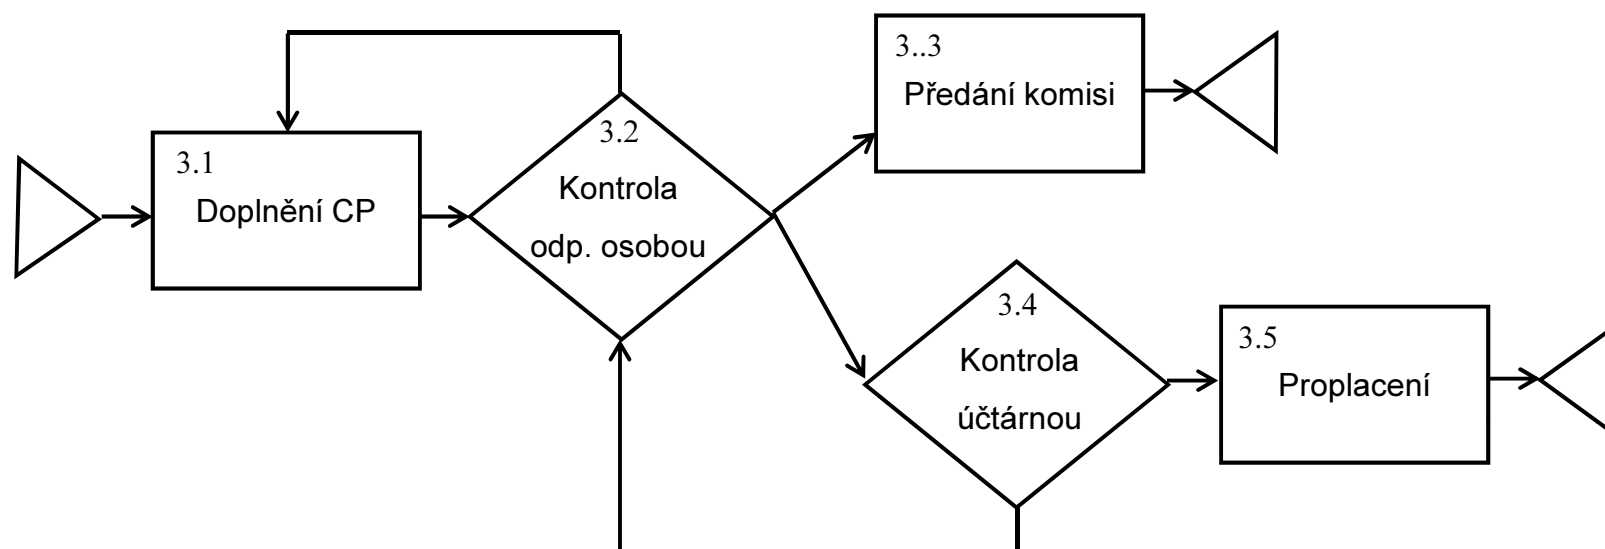 3.1
Doplnění CP
3.2
Kontrola
odp. osobou
3..3
Předání komisi
3.4
Kontrola
účtárnou
3.5
Proplacení